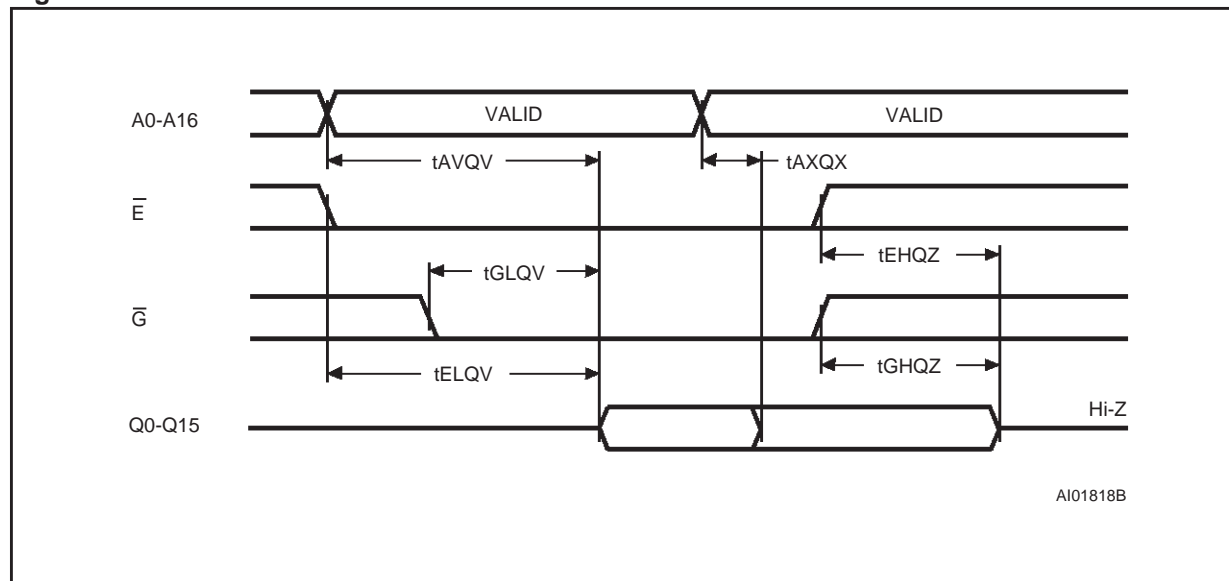 A0-A16
VALID
VALID
tAVQV
tAXQX
E̅
tEHQZ
tGLQV
G̅
tELQV
tGHQZ
Q0-Q15
Hi-Z
AI01818B